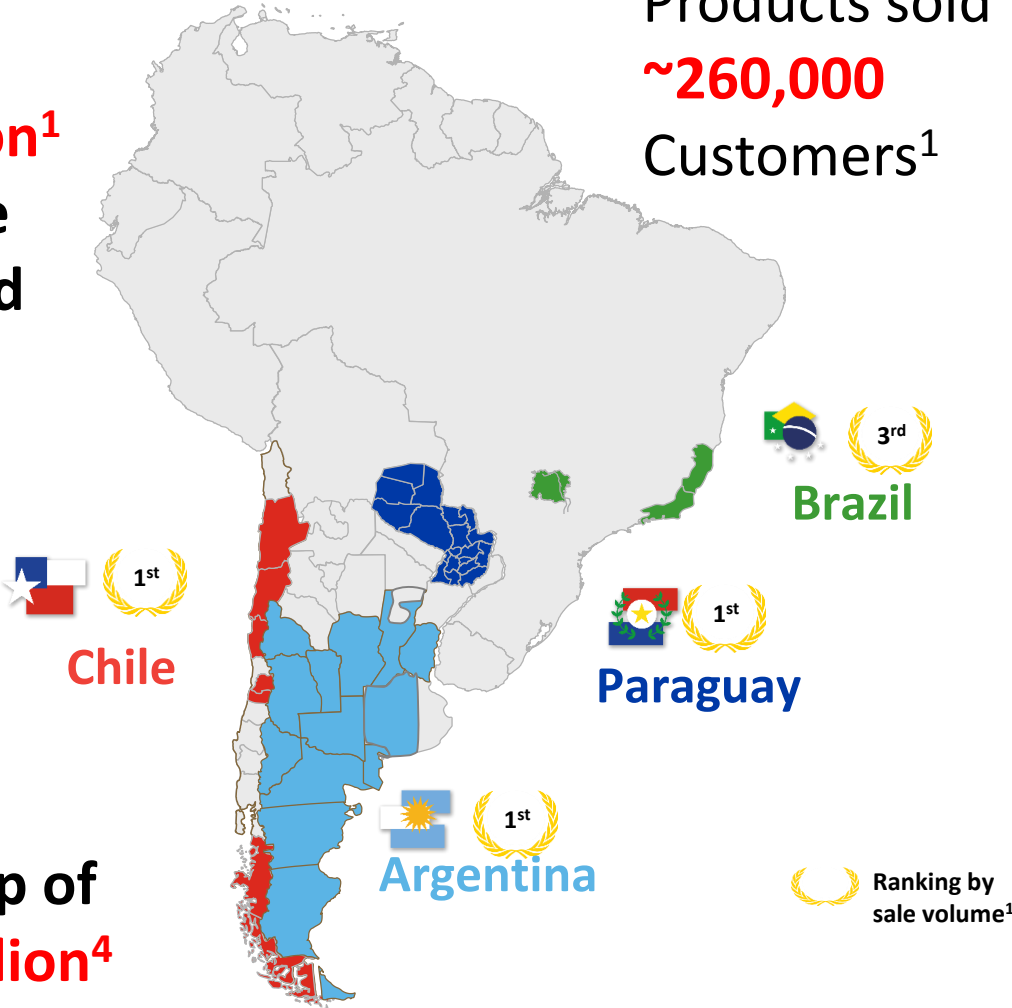 Products sold
~260,000
Customers¹
on¹
e
d
3rd
Brazil
1st
Chile
1st
Paraguay
1st
Argentina
p of
lion⁴
Ranking by
sale volume¹